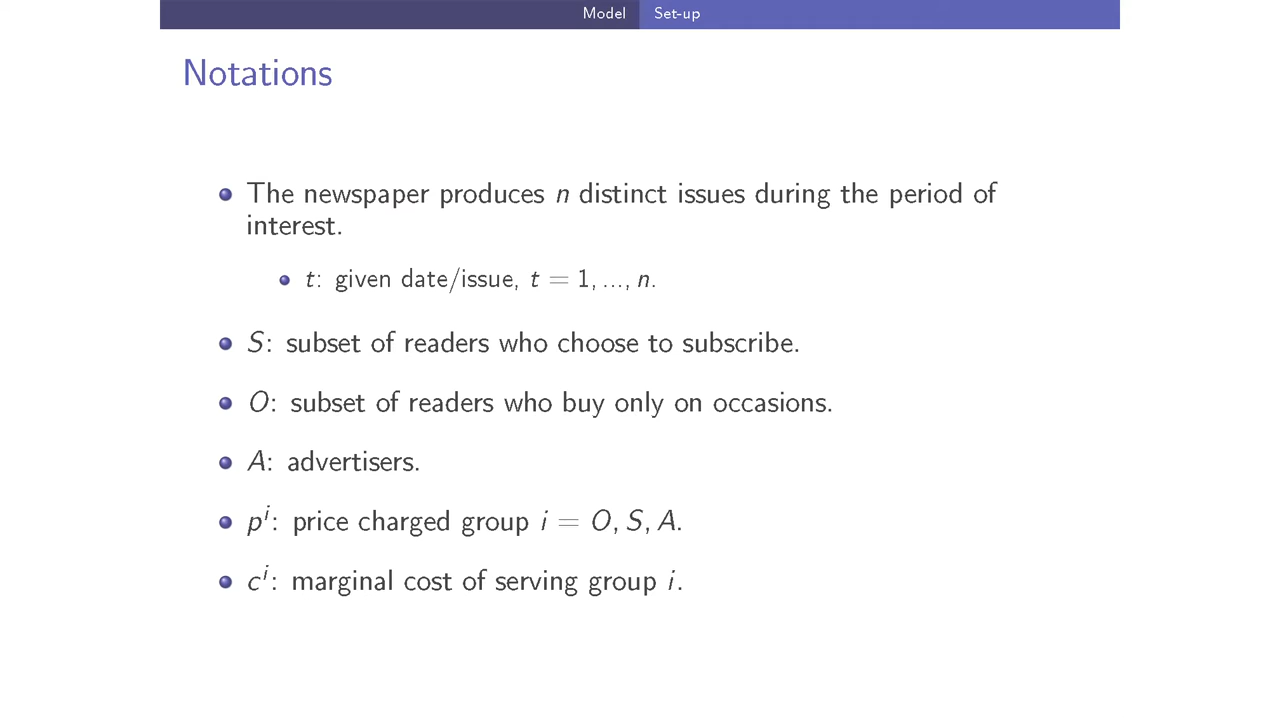 Model Set-up
Notations
The newspaper produces n distinct issues during the period of
interest.
t: given date/issue, t = 1, ..., n.
S: subset of readers who choose to subscribe.
O: subset of readers who buy only on occasions.
A: advertisers.
pⁱ: price charged group i = O, S, A.
cⁱ: marginal cost of serving group i.